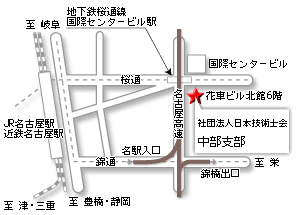 地下鉄桜通線
国際センタービル駅
至 岐阜
国際センタービル
桜通
花車ビル北館6階
名古屋高速
JR名古屋駅
近鉄名古屋駅
社団法人日本技術士会
中部支部
名駅入口
錦通
至 栄
錦橋出口
至 津・三重
至 豊橋・静岡